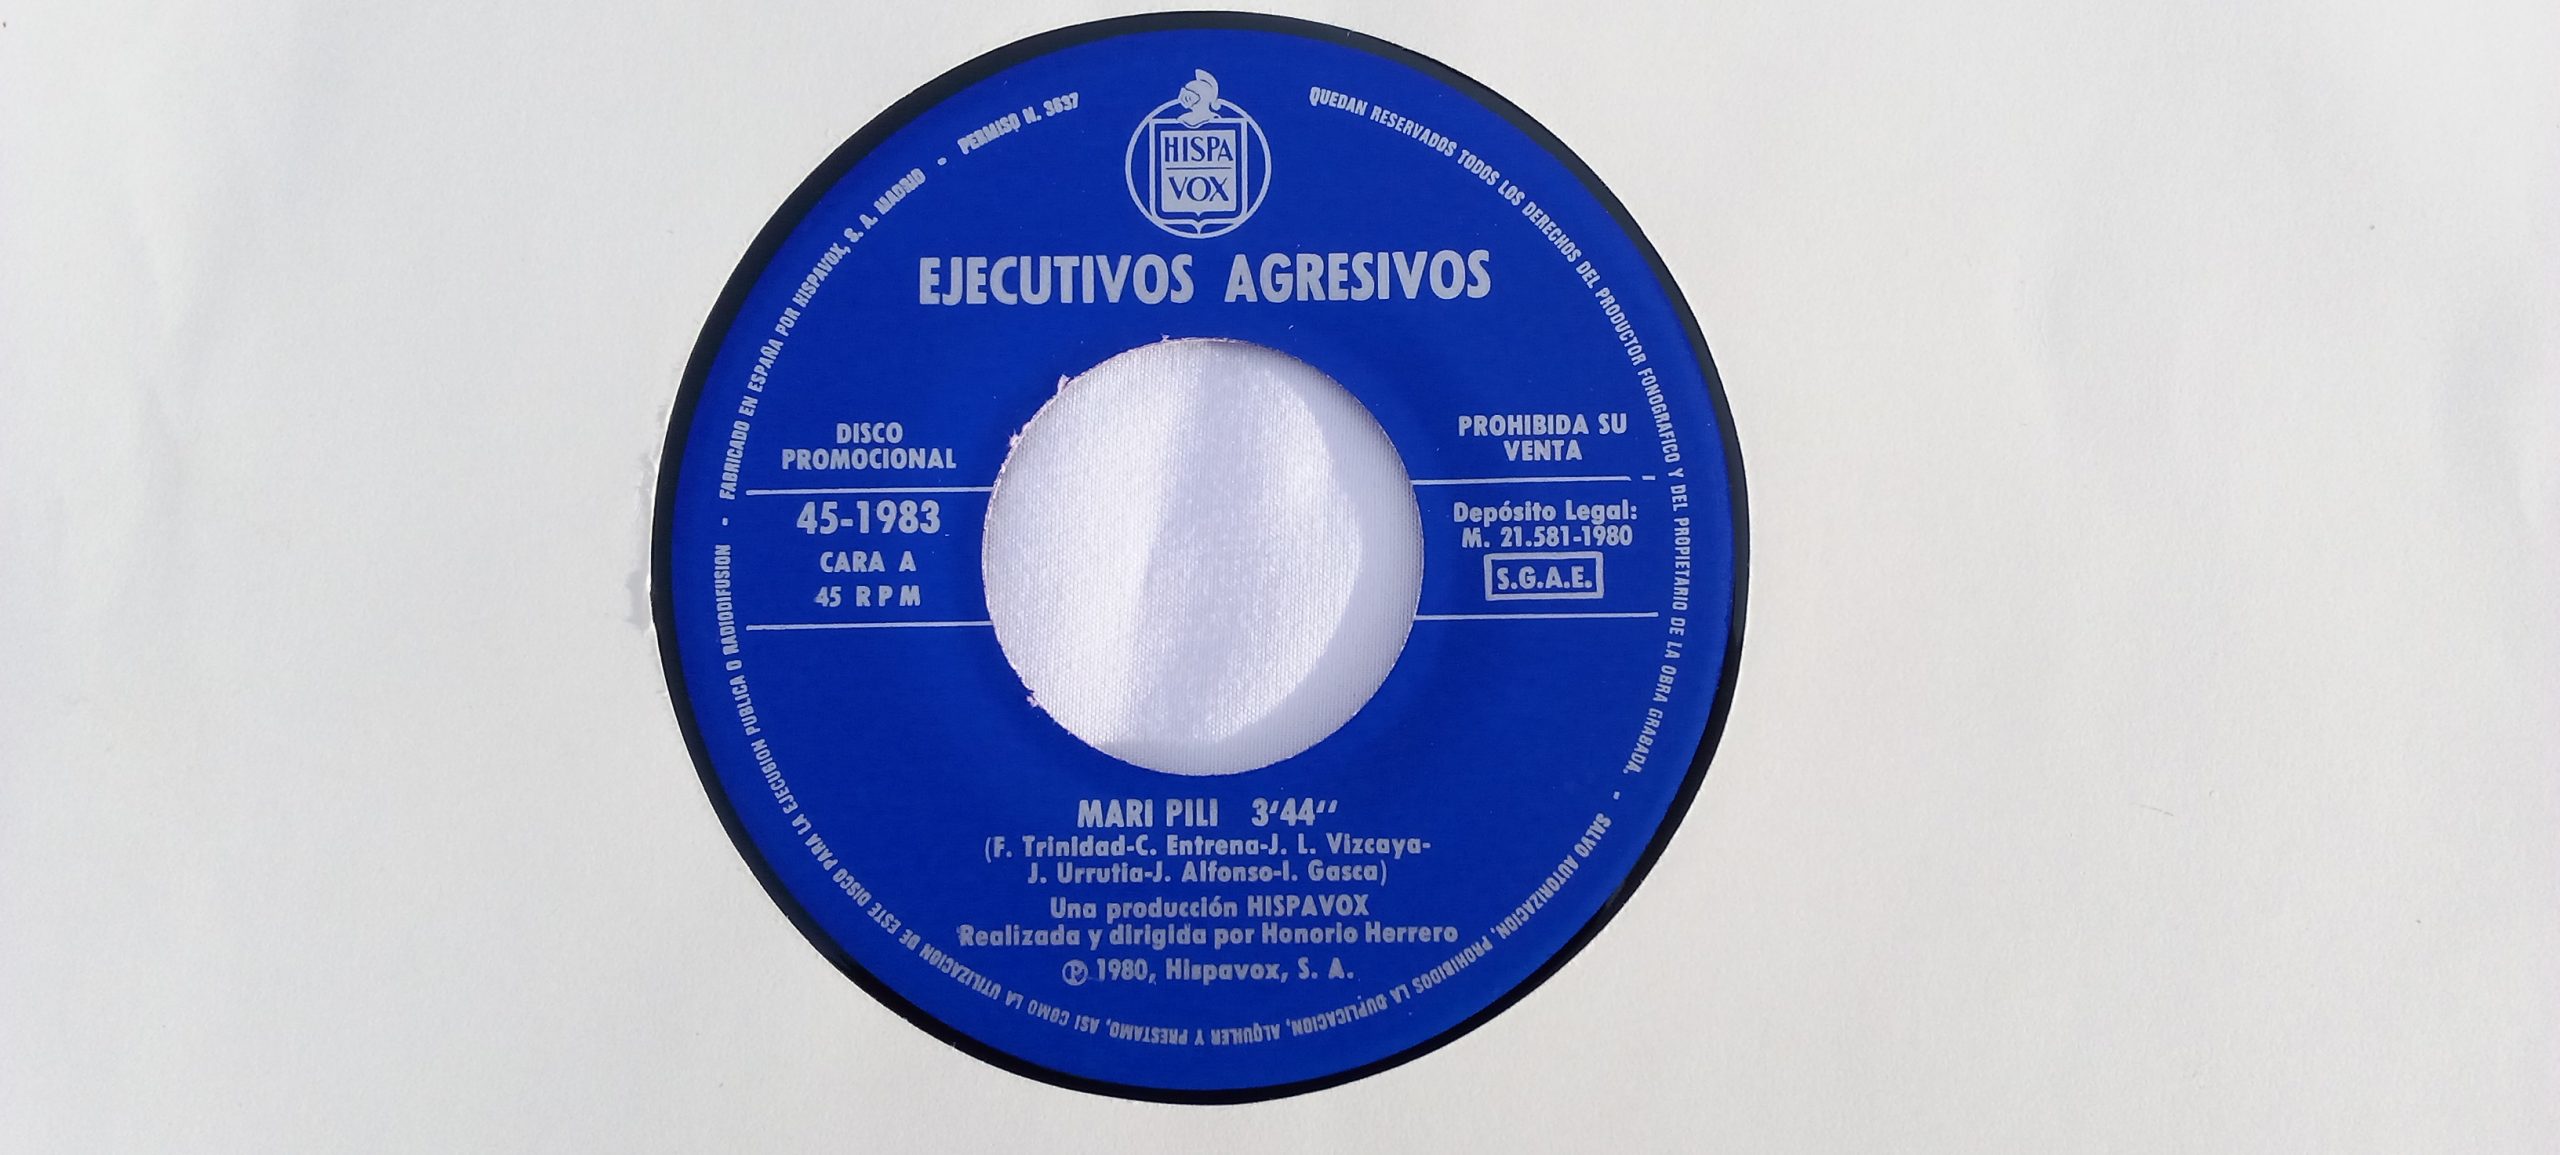 HISPA
VOX
EJECUTIVOS AGRESIVOS
DISCO
PROMOCIONAL
45-1983
CARA A
45 RPM
PROHIBIDA SU
VENTA
Depósito Legal:
M. 21.581-1980
S.G.A.E.
MARI PILI 3'44''
(F. Trinidad-C. Entrena-J. L. Vizcaya-
J. Urrutia-J. Alfonso-I. Gasca)
Una producción HISPAVOX
Realizada y dirigida por Honorio Herrero
Ⓟ 1980, Hispavox, S. A.
FABRICADO EN ESPAÑA POR HISPAVOX, S. A. MADRID • PERMISO N. 3637
QUEDAN RESERVADOS TODOS LOS DERECHOS DEL PRODUCTOR FONOGRAFICO Y DEL PROPIETARIO DE LA OBRA GRABADA. • SALVO AUTORIZACION, PROHIBIDOS LA DUPLICACION, ALQUILER Y PRESTAMO, ASI COMO LA UTILIZACION DE ESTE DISCO PARA LA EJECUSION PUBLICA O RADIODIFUSION •